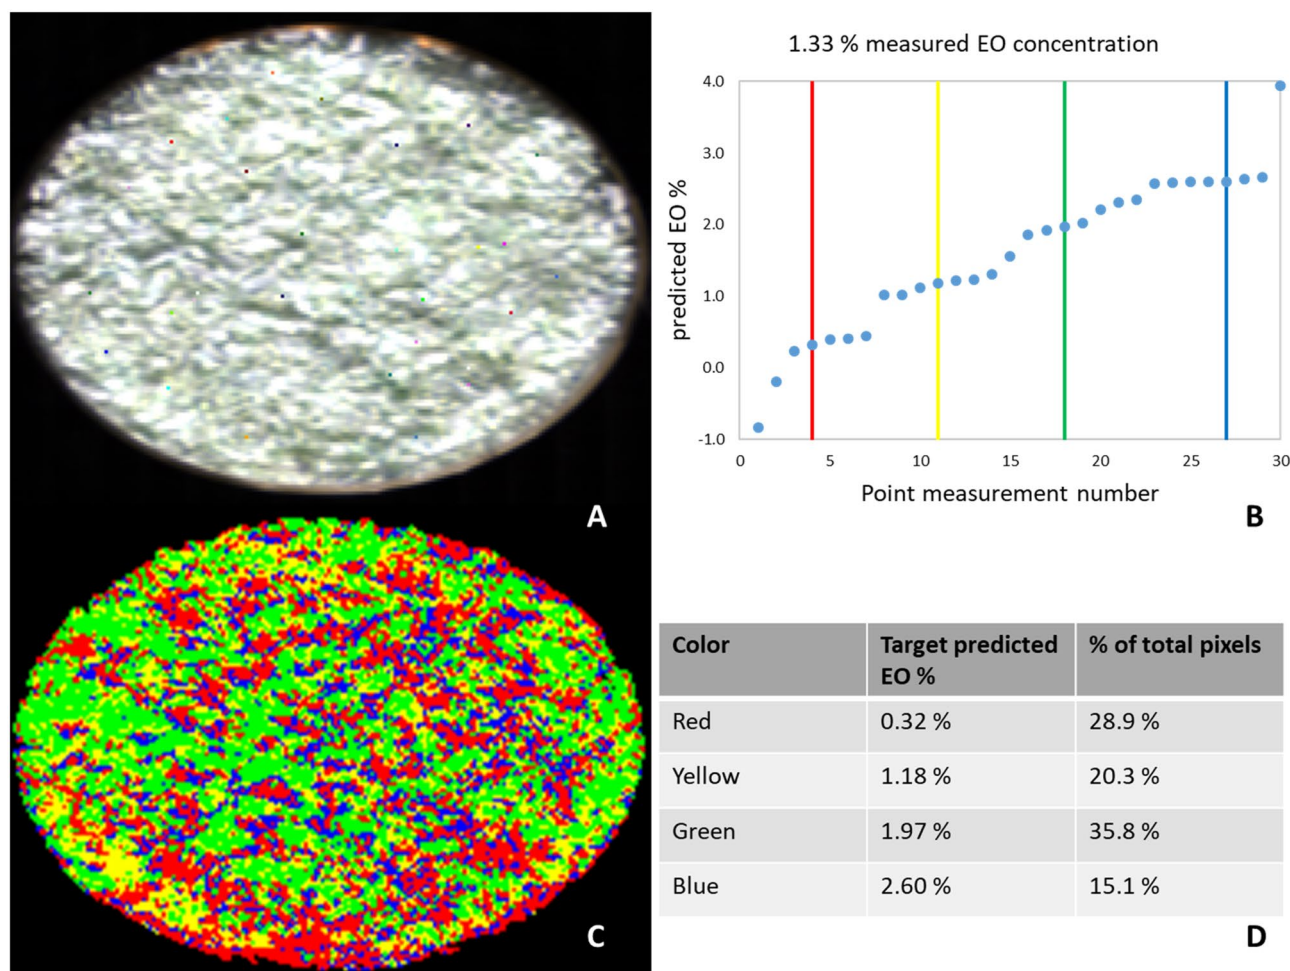 A
1.33 % measured EO concentration
4.0
3.0
2.0
1.0
0.0
-1.0
predicted EO %
0 5 10 15 20 25 30
Point measurement number
B
C
Color Target predicted EO % % of total pixels
Red 0.32 % 28.9 %
Yellow 1.18 % 20.3 %
Green 1.97 % 35.8 %
Blue 2.60 % 15.1 %
D